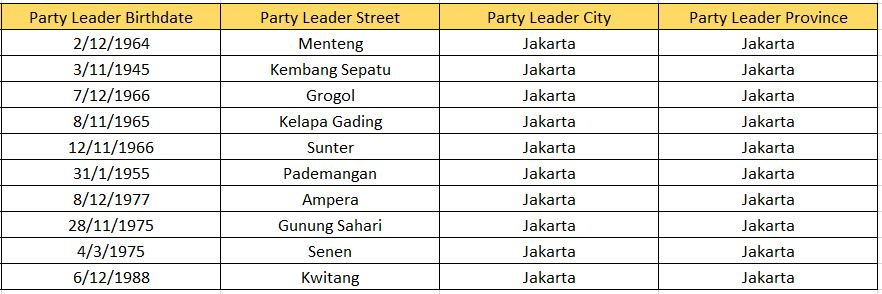 Party Leader Birthdate Party Leader Street Party Leader City Party Leader Province
2/12/1964 Menteng Jakarta Jakarta
3/11/1945 Kembang Sepatu Jakarta Jakarta
7/12/1966 Grogol Jakarta Jakarta
8/11/1965 Kelapa Gading Jakarta Jakarta
12/11/1966 Sunter Jakarta Jakarta
31/1/1955 Pademangan Jakarta Jakarta
8/12/1977 Ampera Jakarta Jakarta
28/11/1975 Gunung Sahari Jakarta Jakarta
4/3/1975 Senen Jakarta Jakarta
6/12/1988 Kwitang Jakarta Jakarta